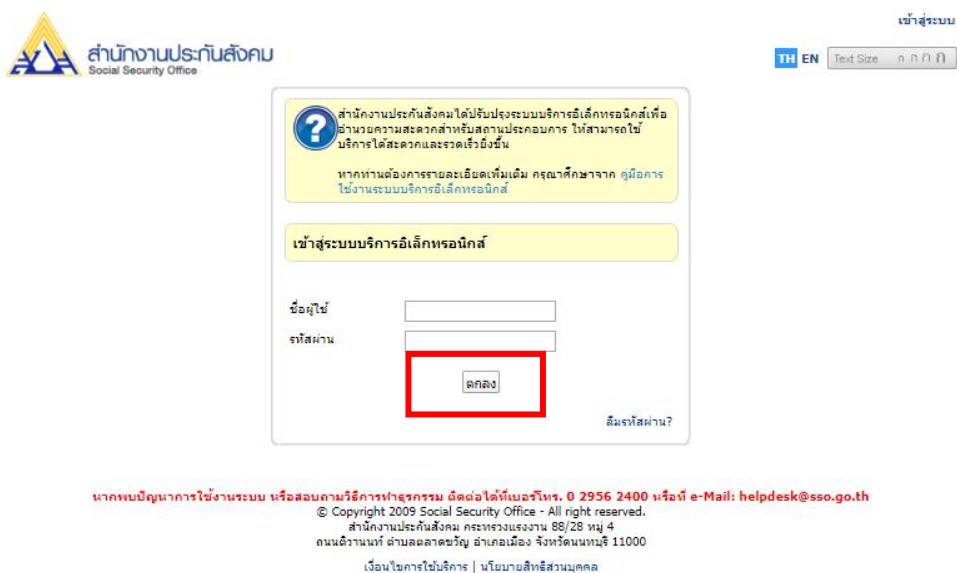 เข้าสู่ระบบ
สำนักงานประกันสังคม
Social Security Office
TH EN Text Size ก ก ก ก
สำนักงานประกันสังคมได้ปรับปรุงระบบบริการอิเล็กทรอนิกส์เพื่อ
อำนวยความสะดวกสำหรับสถานประกอบการ ให้สามารถใช้
บริการได้สะดวกและรวดเร็วยิ่งขึ้น
หากท่านต้องการรายละเอียดเพิ่มเติม กรุณาศึกษาจาก คู่มือการ
ใช้งานระบบบริการอิเล็กทรอนิกส์
เข้าสู่ระบบบริการอิเล็กทรอนิกส์
ชื่อผู้ใช้
รหัสผ่าน
ตกลง
ลืมรหัสผ่าน?
หากพบปัญหาการใช้งานระบบ หรือสอบถามวิธีการทำธุรกรรม ติดต่อได้ที่เบอร์โทร. 0 2956 2400 หรือที่ e-Mail: helpdesk@sso.go.th
© Copyright 2009 Social Security Office - All right reserved.
สำนักงานประกันสังคม กระทรวงแรงงาน 88/28 หมู่ 4
ถนนติวานนท์ ตำบลตลาดขวัญ อำเภอเมือง จังหวัดนนทบุรี 11000
เงื่อนไขการใช้บริการ | นโยบายสิทธิส่วนบุคคล